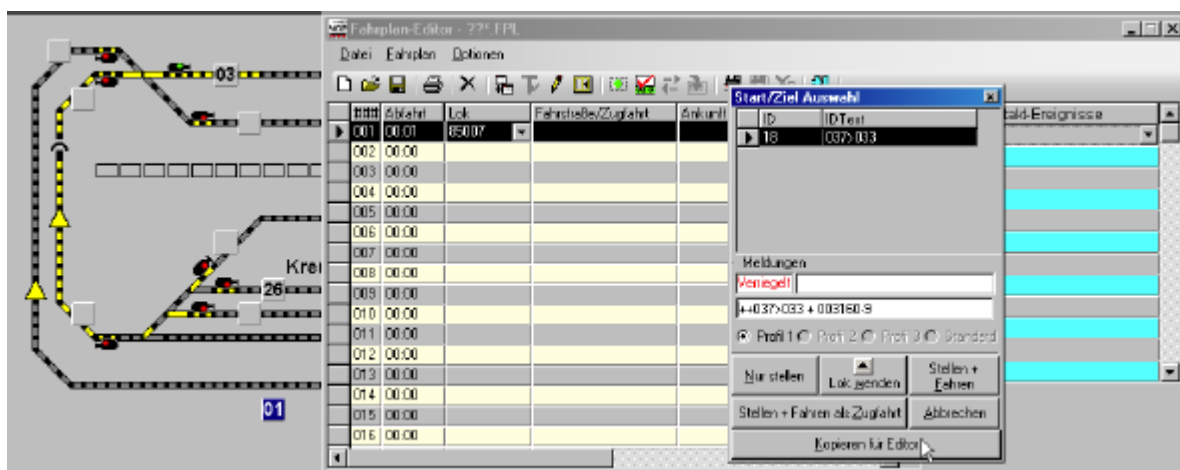 Fahrplan-Editor - ??*.FPL
Datei Fahrplan Optionen
03
26
01
### Abfahrt Lok Fahrstraße/Zugfahrt Ankunft
001 00:01 85007
002 00:00
003 00:00
004 00:00
005 00:00
006 00:00
007 00:00
008 00:00
009 00:00
010 00:00
011 00:00
012 00:00
013 00:00
014 00:00
015 00:00
016 00:00
Start/Ziel Auswahl
ID IDText
18 037>033
Meldungen
Verriegelt
++037>033 + 003160-9
Profil 1 Profil 2 Profil 3 Standard
Nur stellen
Lok wenden
Stellen +
Fahren
Stellen + Fahren als Zugfahrt
Abbrechen
Kopieren für Editor